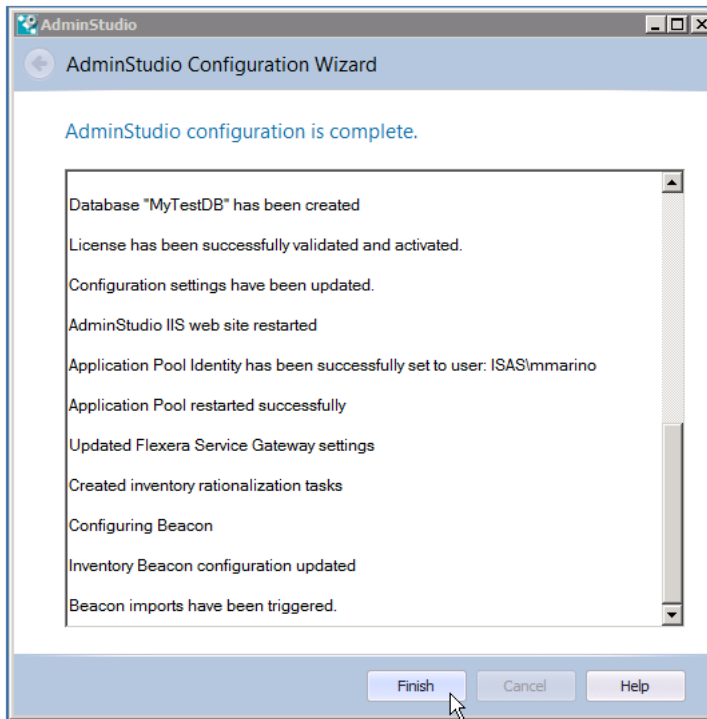 AdminStudio
AdminStudio Configuration Wizard
AdminStudio configuration is complete.
Database "MyTestDB" has been created
License has been successfully validated and activated.
Configuration settings have been updated.
AdminStudio IIS web site restarted
Application Pool Identity has been successfully set to user: ISAS\mmarino
Application Pool restarted successfully
Updated Flexera Service Gateway settings
Created inventory rationalization tasks
Configuring Beacon
Inventory Beacon configuration updated
Beacon imports have been triggered.
Finish Cancel Help